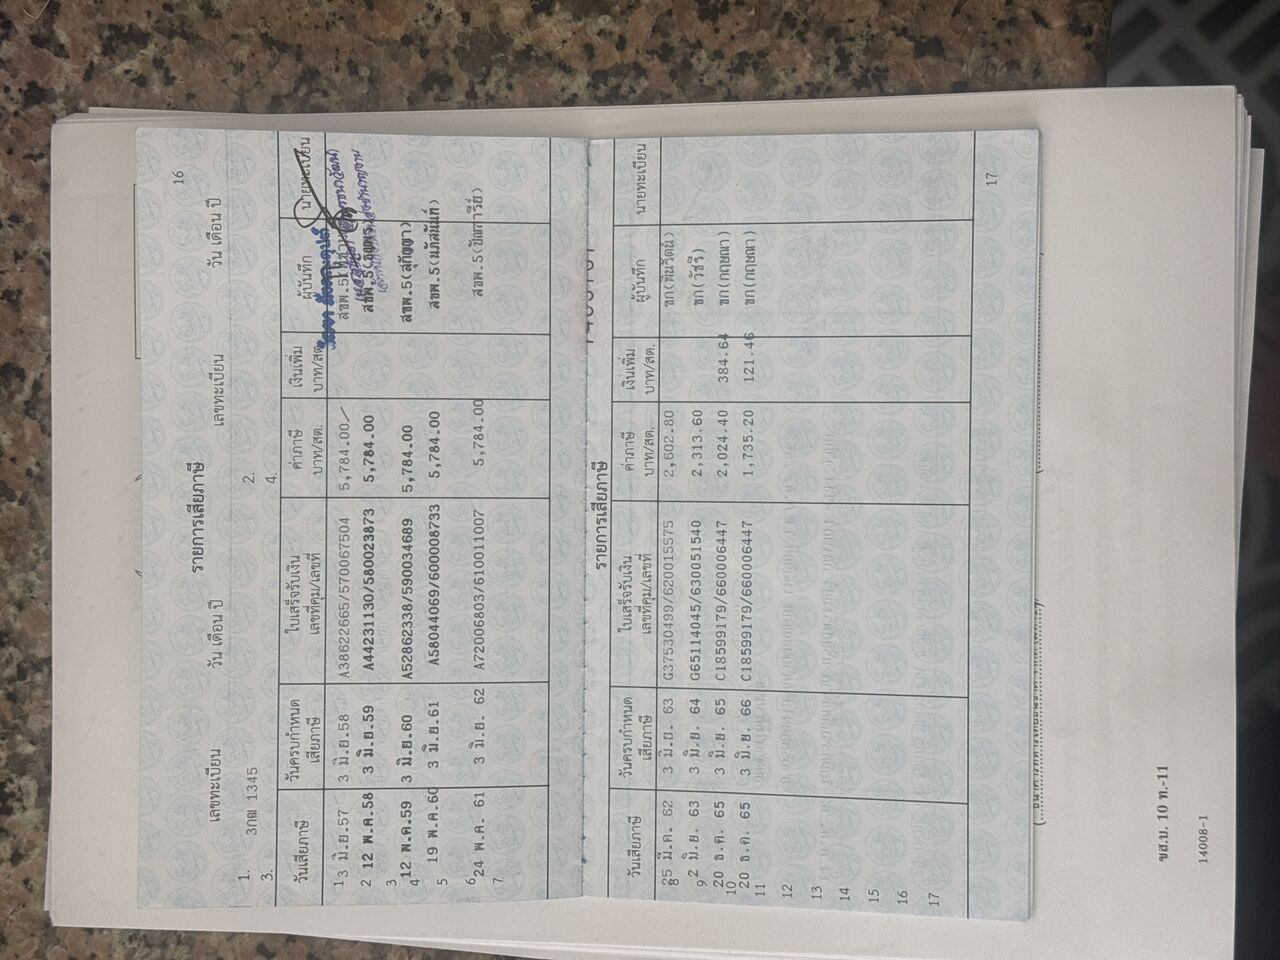 16
รายการเสียภาษี
เลขทะเบียน วัน เดือน ปี เลขทะเบียน วัน เดือน ปี
1. 3กฌ 1345 2.
3. 4.
วันเสียภาษี วันครบกำหนดเสียภาษี ใบเสร็จรับเงิน เลขที่คุม/เลขที่ ค่าภาษี บาท/สต. เงินเพิ่ม บาท/สต. ผู้บันทึก นายทะเบียน
1 3 มิ.ย.57 3 มิ.ย.58 A38622665/570067504 5,784.00 สขพ.5
2 12 พ.ค.58 3 มิ.ย.59 A44231130/580023873 5,784.00 สขพ.5
3
4 12 พ.ค.59 3 มิ.ย.60 A52862338/590034689 5,784.00 สขพ.5(สุกัญญา)
5 19 พ.ค.60 3 มิ.ย.61 A58044069/600008733 5,784.00 สขพ.5(นภัสนันท์)
6 24 พ.ค. 61 3 มิ.ย. 62 A72006803/610011007 5,784.00 สขพ.5
7
รายการเสียภาษี
วันเสียภาษี วันครบกำหนดเสียภาษี ใบเสร็จรับเงิน เลขที่คุม/เลขที่ ค่าภาษี บาท/สต. เงินเพิ่ม บาท/สต. ผู้บันทึก นายทะเบียน
8 25 มี.ค. 62 3 มิ.ย. 63 G37530499/620015575 2,602.80 ขก(พินรัตน์)
9 2 มิ.ย. 63 3 มิ.ย. 64 G65114045/630051540 2,313.60 ขก(วัชรี)
10 20 ธ.ค. 65 3 มิ.ย. 65 C18599179/660006447 2,024.40 384.64 ขก(กฤษณา)
11 20 ธ.ค. 65 3 มิ.ย. 66 C18599179/660006447 1,735.20 121.46 ขก(กฤษณา)
12
13
14
15
16
17
17
ขส.บ. 10 ท.-11
14008-1